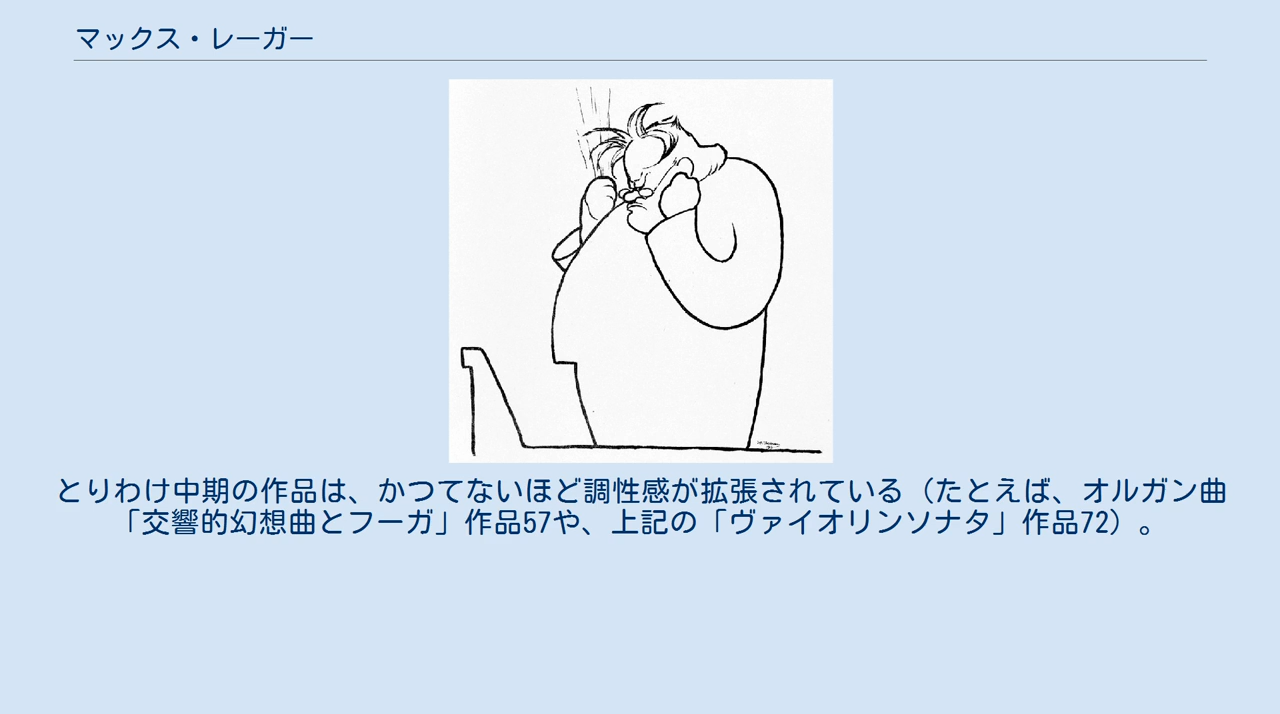 マックス・レーガー
とりわけ中期の作品は、かつてないほど調性感が拡張されている（たとえば、オルガン曲
「交響的幻想曲とフーガ」作品57や、上記の「ヴァイオリンソナタ」作品72）。